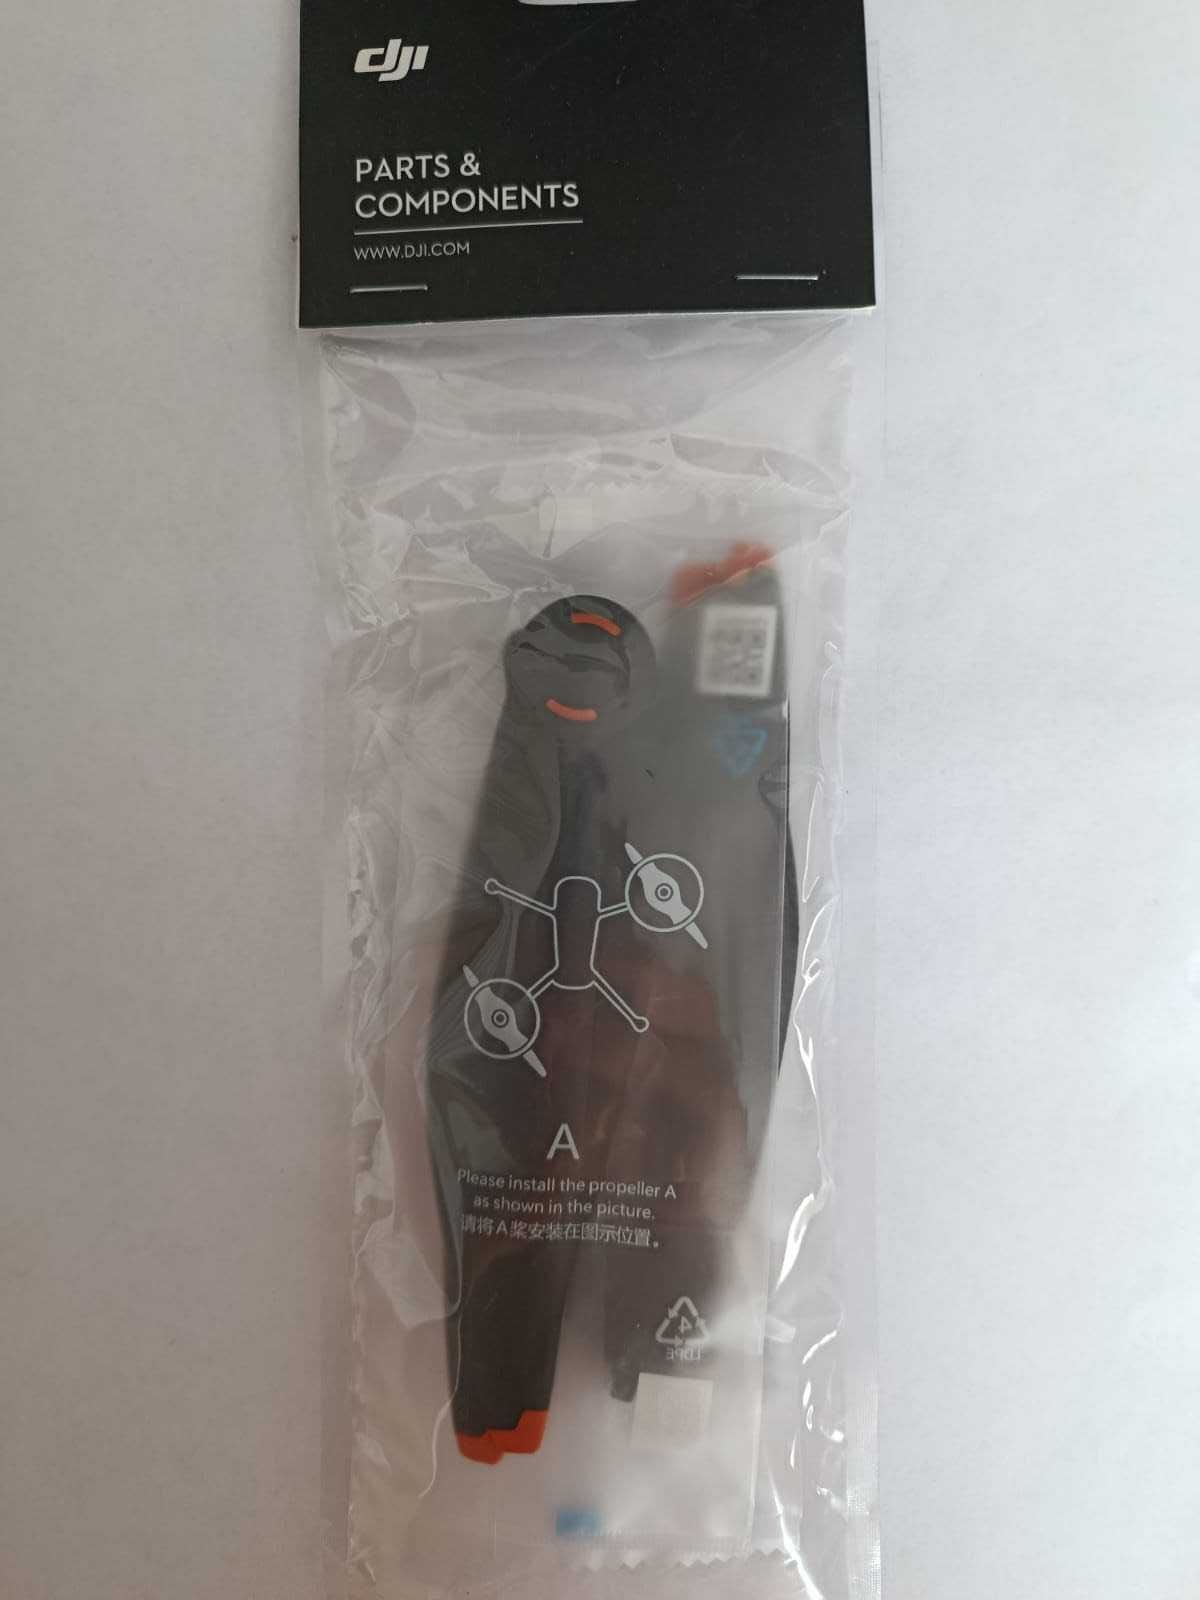 dji
PARTS &
COMPONENTS
WWW.DJI.COM
A
Please install the propeller A
as shown in the picture.
请将A桨安装在图示位置。
4
LDPE